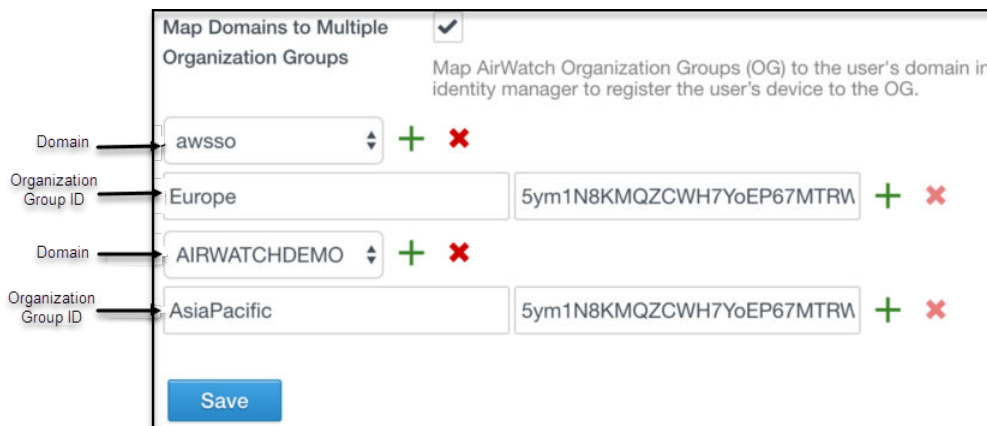 Map Domains to Multiple
Organization Groups
Map AirWatch Organization Groups (OG) to the user's domain in
identity manager to register the user's device to the OG.
Domain
awsso
Organization
Group ID
Europe
5ym1N8KMQZCWH7YoEP67MTRW
Domain
AIRWATCHDEMO
Organization
Group ID
AsiaPacific
5ym1N8KMQZCWH7YoEP67MTRW
Save